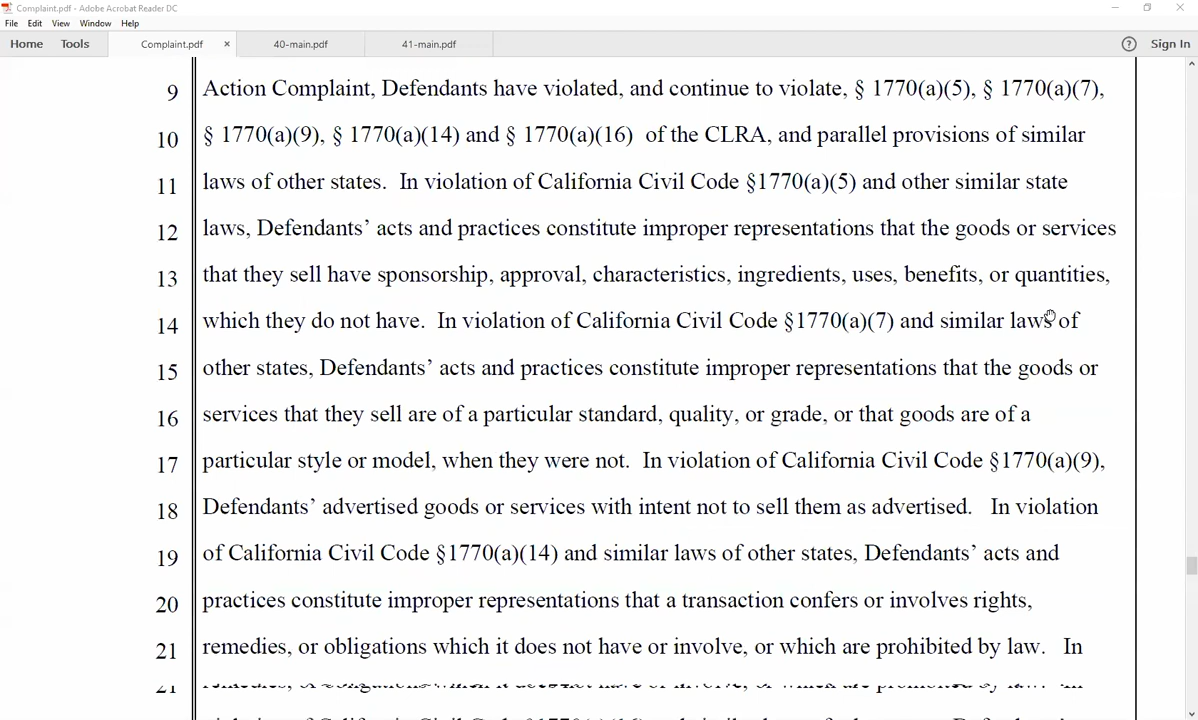 Complaint.pdf - Adobe Acrobat Reader DC
File Edit View Window Help
Home Tools Complaint.pdf × 40-main.pdf 41-main.pdf ? Sign In
9 Action Complaint, Defendants have violated, and continue to violate, § 1770(a)(5), § 1770(a)(7),
10 § 1770(a)(9), § 1770(a)(14) and § 1770(a)(16) of the CLRA, and parallel provisions of similar
11 laws of other states. In violation of California Civil Code §1770(a)(5) and other similar state
12 laws, Defendants’ acts and practices constitute improper representations that the goods or services
13 that they sell have sponsorship, approval, characteristics, ingredients, uses, benefits, or quantities,
14 which they do not have. In violation of California Civil Code §1770(a)(7) and similar laws of
15 other states, Defendants’ acts and practices constitute improper representations that the goods or
16 services that they sell are of a particular standard, quality, or grade, or that goods are of a
17 particular style or model, when they were not. In violation of California Civil Code §1770(a)(9),
18 Defendants’ advertised goods or services with intent not to sell them as advertised. In violation
19 of California Civil Code §1770(a)(14) and similar laws of other states, Defendants’ acts and
20 practices constitute improper representations that a transaction confers or involves rights,
21 remedies, or obligations which it does not have or involve, or which are prohibited by law. In